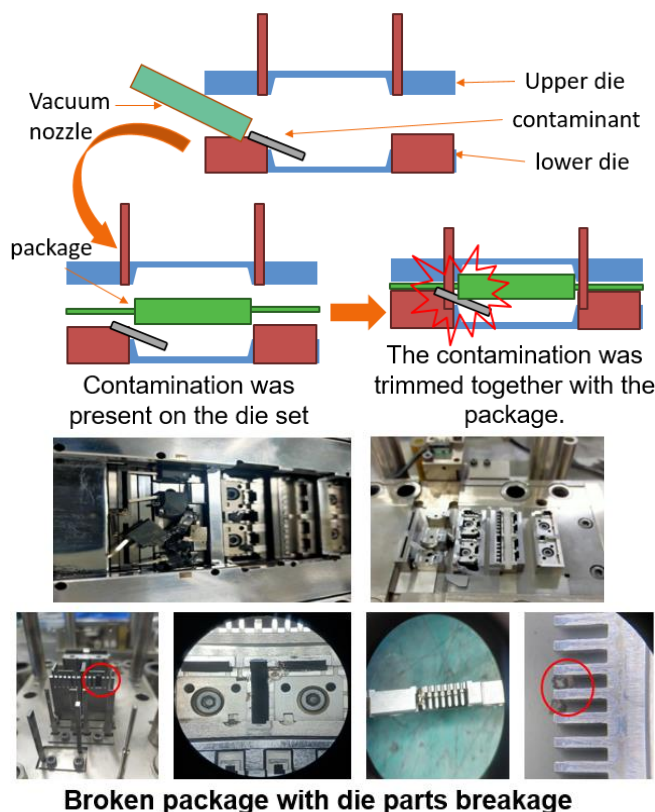 Upper die
Vacuum
nozzle
contaminant
lower die
package
Contamination was
present on the die set
The contamination was
trimmed together with the
package.
Broken package with die parts breakage